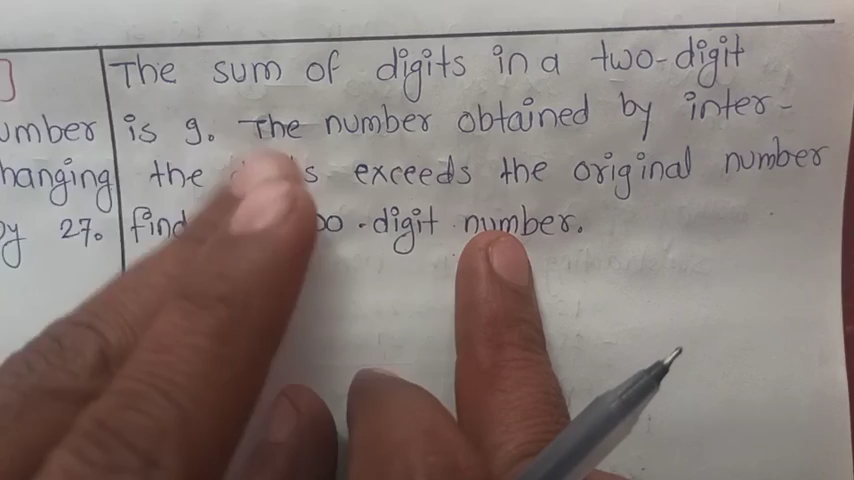 ] The sum of digits in a two-digit
umber is 9. The number obtained by inter-
hanging the exceeds the original number
by 27. find -digit number.